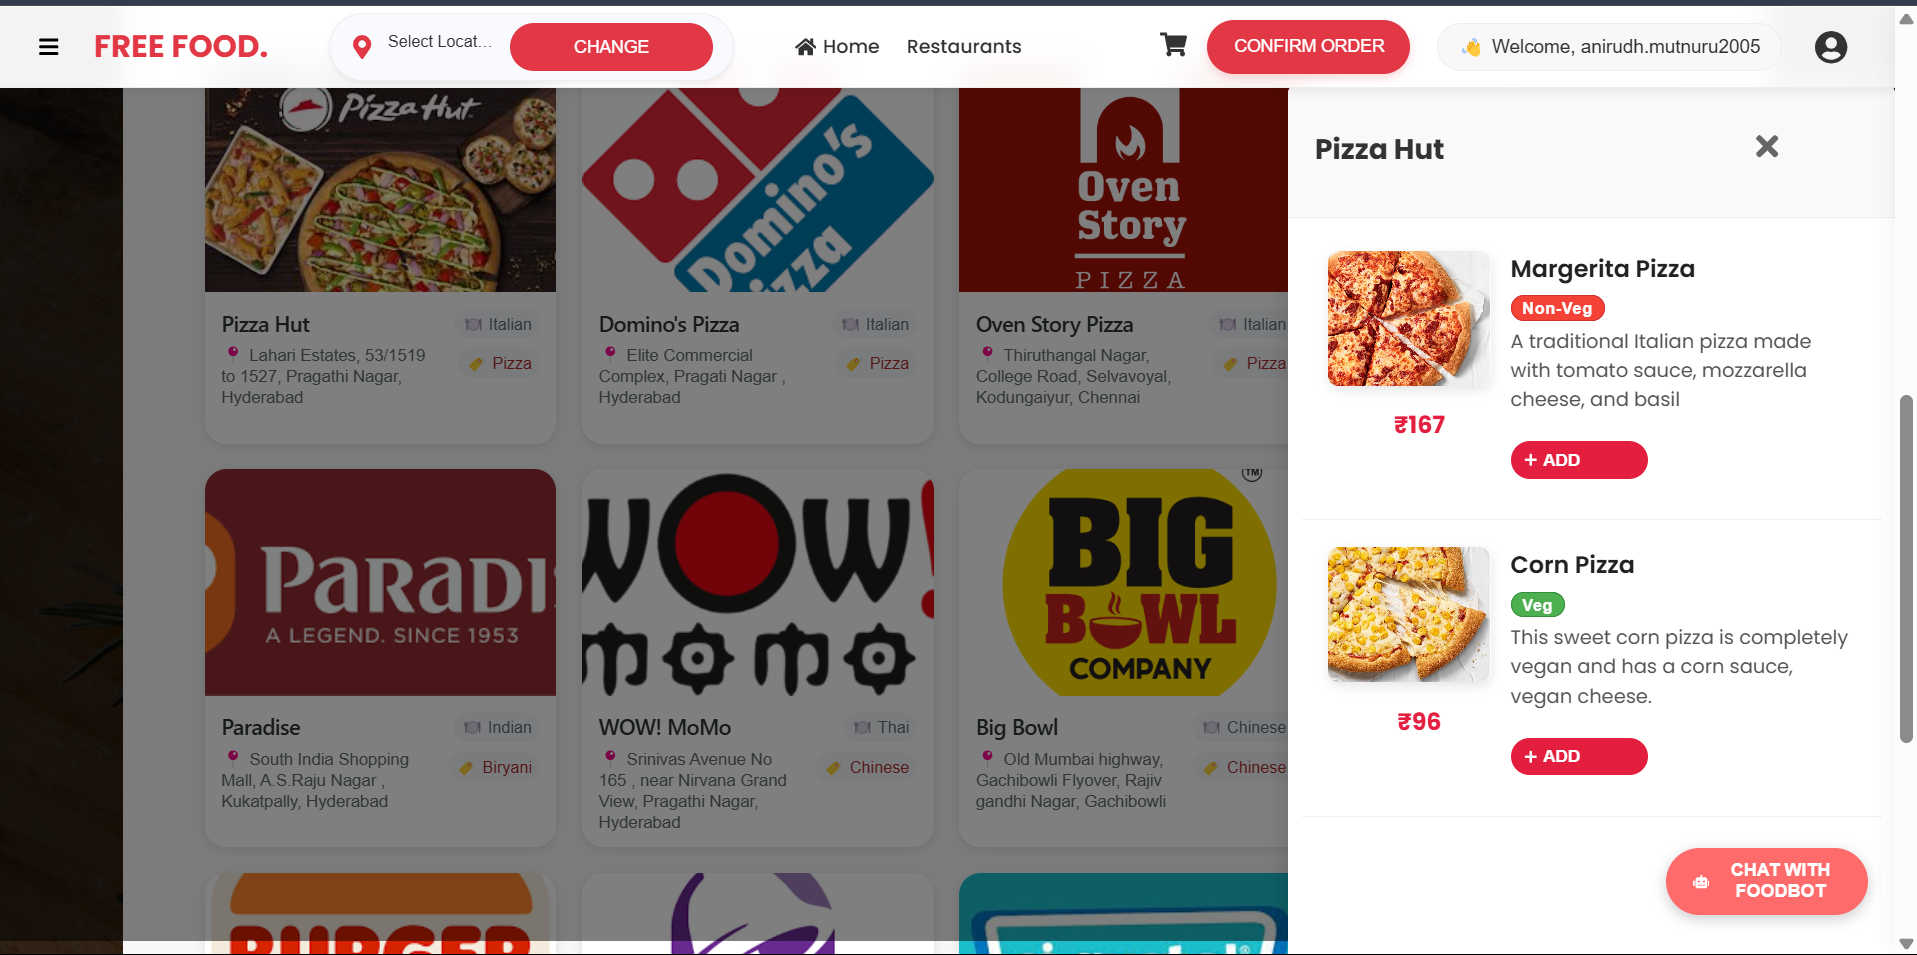 FREE FOOD.
Select Locat...
CHANGE
Home
Restaurants
CONFIRM ORDER
Welcome, anirudh.mutnuru2005
Pizza Hut
Domino's
Pizza
Oven
Story
PIZZA
Pizza Hut
Italian
Lahari Estates, 53/1519
to 1527, Pragathi Nagar,
Hyderabad
Pizza
Domino's Pizza
Italian
Elite Commercial
Complex, Pragati Nagar ,
Hyderabad
Pizza
Oven Story Pizza
Italian
Thiruthangal Nagar,
College Road, Selvavoyal,
Kodungaiyur, Chennai
Pizza
PARADI
A LEGEND. SINCE 1953
WOW!
momo
TM
BIG
BOWL
COMPANY
Paradise
Indian
South India Shopping
Mall, A.S.Raju Nagar ,
Kukatpally, Hyderabad
Biryani
WOW! MoMo
Thai
Srinivas Avenue No
165 , near Nirvana Grand
View, Pragathi Nagar,
Hyderabad
Chinese
Big Bowl
Chinese
Old Mumbai highway,
Gachibowli Flyover, Rajiv
gandhi Nagar, Gachibowli
Chinese
BURGER
Pizza Hut
Margerita Pizza
Non-Veg
A traditional Italian pizza made
with tomato sauce, mozzarella
cheese, and basil
₹167
+ ADD
Corn Pizza
Veg
This sweet corn pizza is completely
vegan and has a corn sauce,
vegan cheese.
₹96
+ ADD
CHAT WITH
FOODBOT